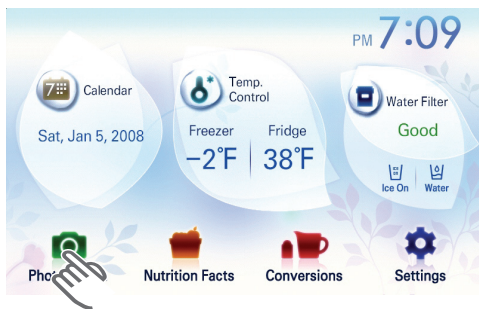 PM 7:09
7
Calendar
Temp.
Control
Water Filter
Sat, Jan 5, 2008
Freezer
Fridge
Good
-2°F
38°F
Ice On
Water
Nutrition Facts
Conversions
Settings